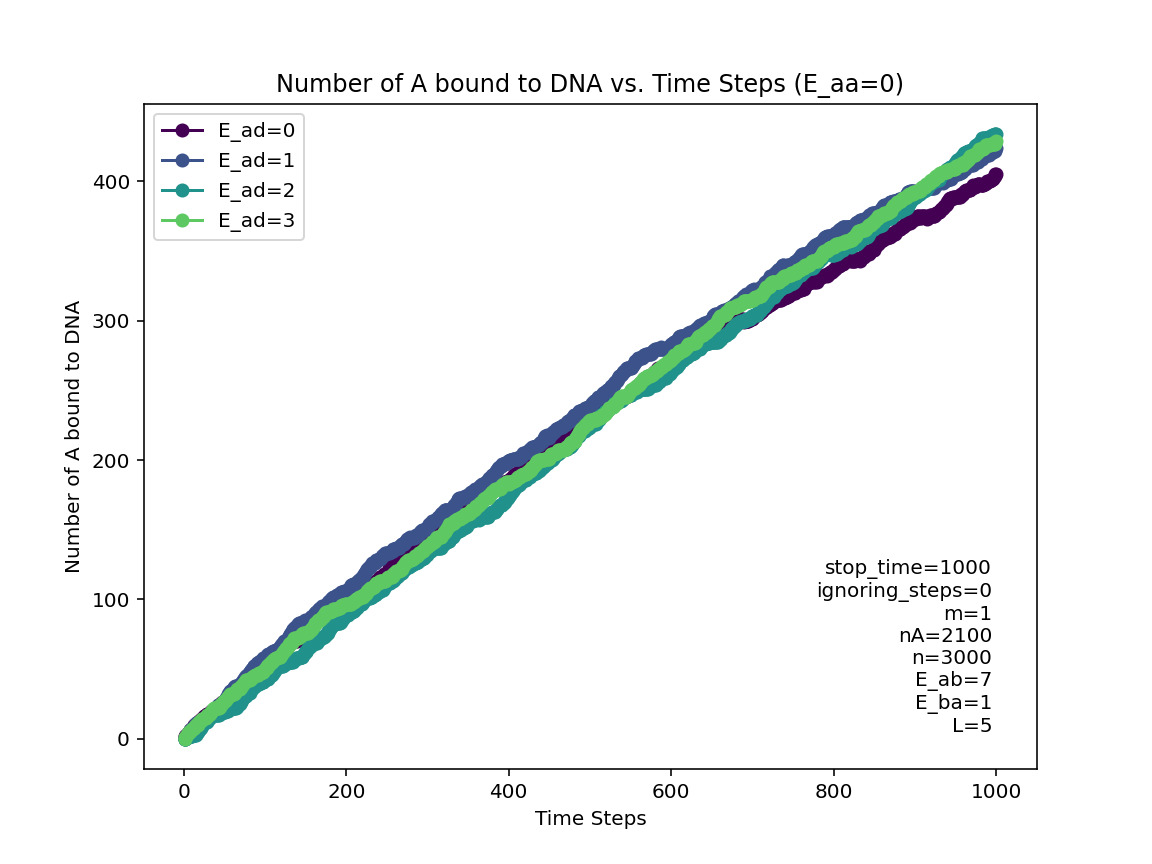 Number of A bound to DNA vs. Time Steps (E_aa=0)
E_ad=0
E_ad=1
E_ad=2
E_ad=3
400
300
200
100
0
Number of A bound to DNA
stop_time=1000
ignoring_steps=0
m=1
nA=2100
n=3000
E_ab=7
E_ba=1
L=5
0 200 400 600 800 1000
Time Steps